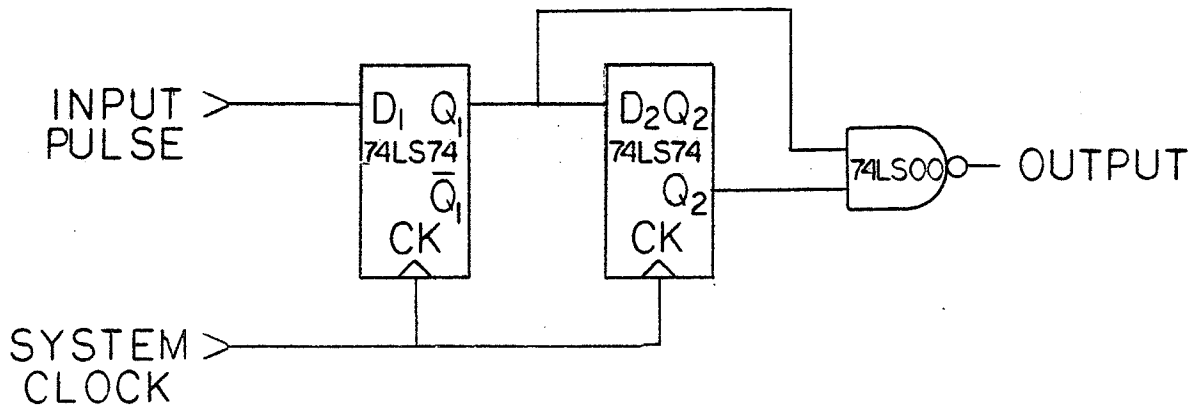 INPUT
PULSE
D₁ Q₁
74LS74
Q̅₁
CK
D₂Q₂
74LS74
Q₂
CK
74LS00
OUTPUT
SYSTEM
CLOCK